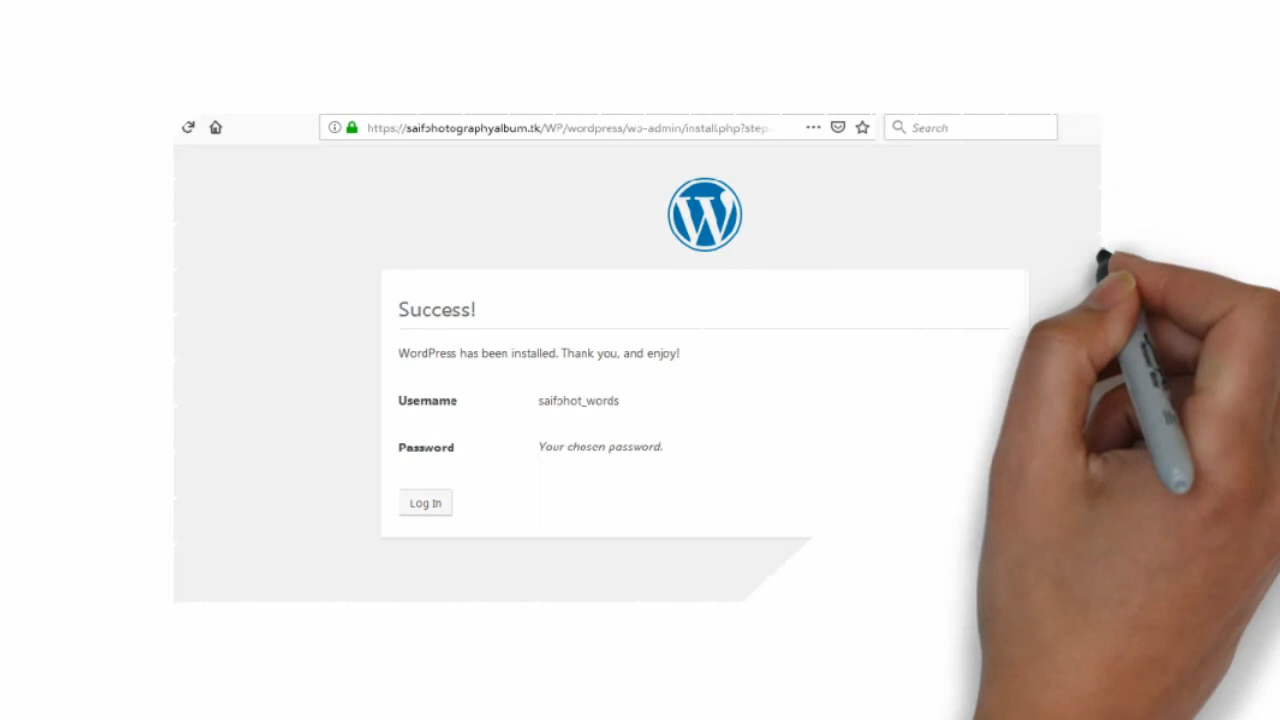 https://saifphotographyalbum.tk/WP/wordpress/wp-admin/install.php?step
Search
Success!
WordPress has been installed. Thank you, and enjoy!
Username saifphot_words
Password Your chosen password.
Log In